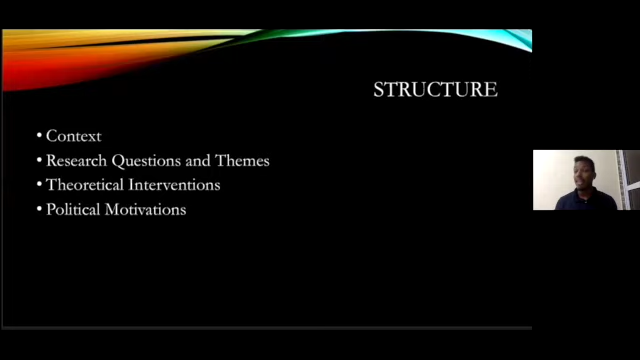 STRUCTURE
• Context
• Research Questions and Themes
• Theoretical Interventions
• Political Motivations